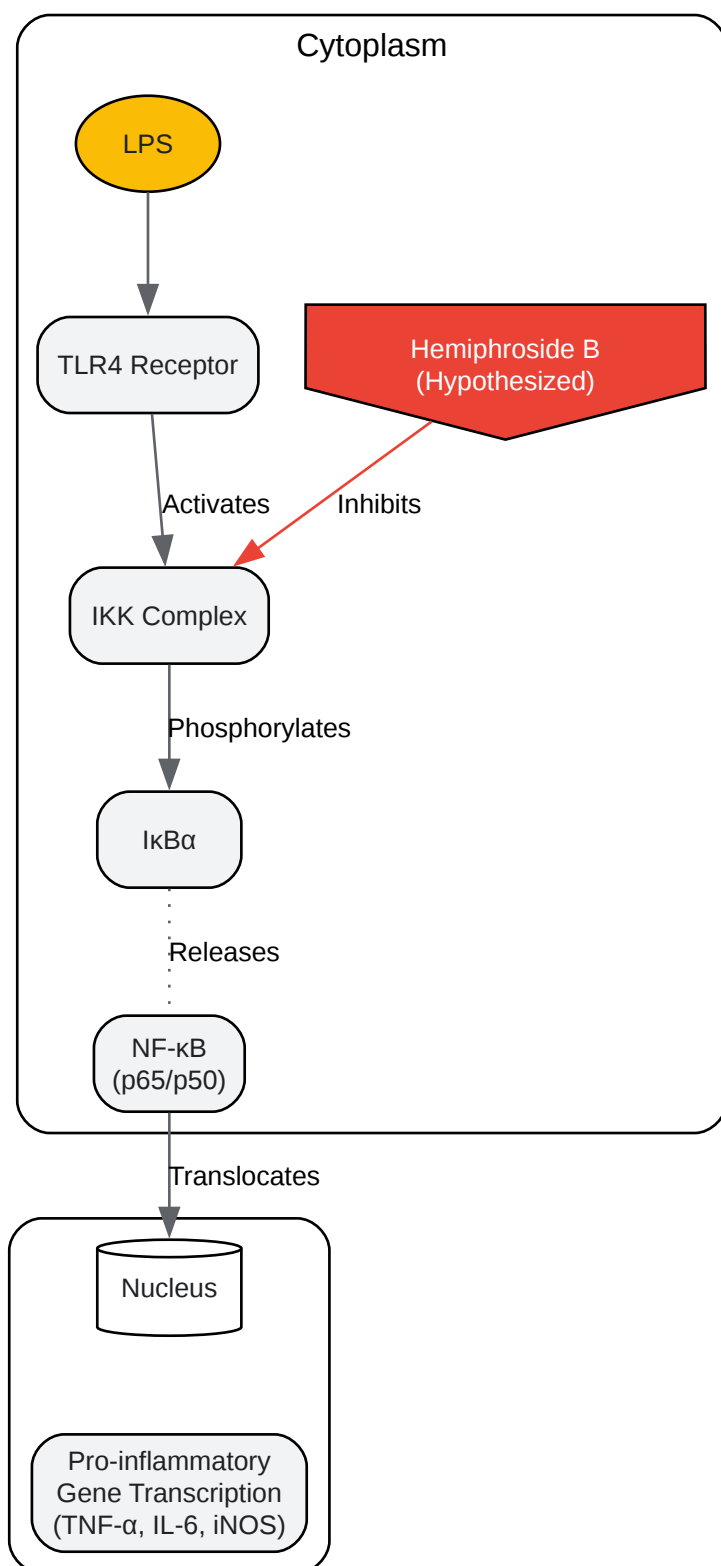 Cytoplasm
LPS
TLR4 Receptor
Hemiphroside B
(Hypothesized)
Activates
Inhibits
IKK Complex
Phosphorylates
IκBα
Releases
NF-κB
(p65/p50)
Translocates
Nucleus
Pro-inflammatory
Gene Transcription
(TNF-α, IL-6, iNOS)